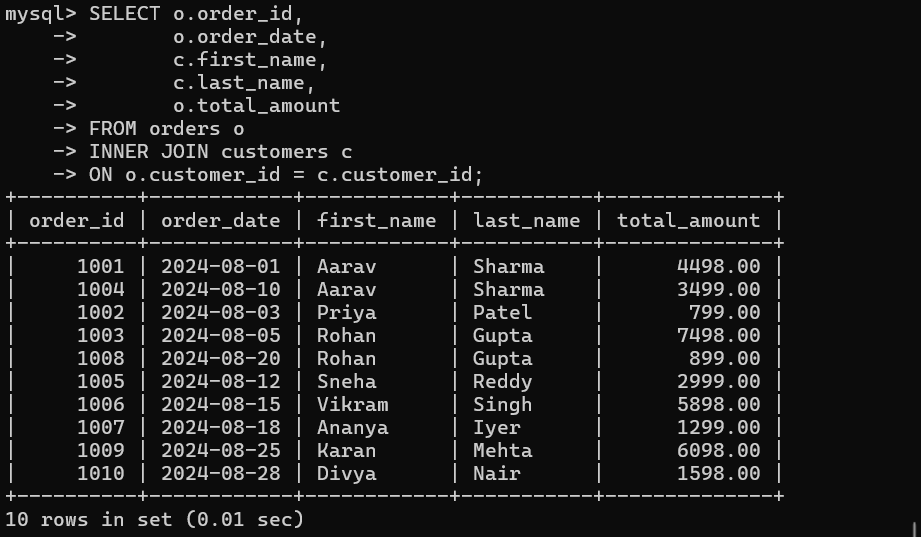 mysql> SELECT o.order_id,
    ->        o.order_date,
    ->        c.first_name,
    ->        c.last_name,
    ->        o.total_amount
    -> FROM orders o
    -> INNER JOIN customers c
    -> ON o.customer_id = c.customer_id;
+----------+------------+------------+-----------+--------------+
| order_id | order_date | first_name | last_name | total_amount |
+----------+------------+------------+-----------+--------------+
|     1001 | 2024-08-01 | Aarav      | Sharma    |      4498.00 |
|     1004 | 2024-08-10 | Aarav      | Sharma    |      3499.00 |
|     1002 | 2024-08-03 | Priya      | Patel     |       799.00 |
|     1003 | 2024-08-05 | Rohan      | Gupta     |      7498.00 |
|     1008 | 2024-08-20 | Rohan      | Gupta     |       899.00 |
|     1005 | 2024-08-12 | Sneha      | Reddy     |      2999.00 |
|     1006 | 2024-08-15 | Vikram     | Singh     |      5898.00 |
|     1007 | 2024-08-18 | Ananya     | Iyer      |      1299.00 |
|     1009 | 2024-08-25 | Karan      | Mehta     |      6098.00 |
|     1010 | 2024-08-28 | Divya      | Nair      |      1598.00 |
+----------+------------+------------+-----------+--------------+
10 rows in set (0.01 sec)